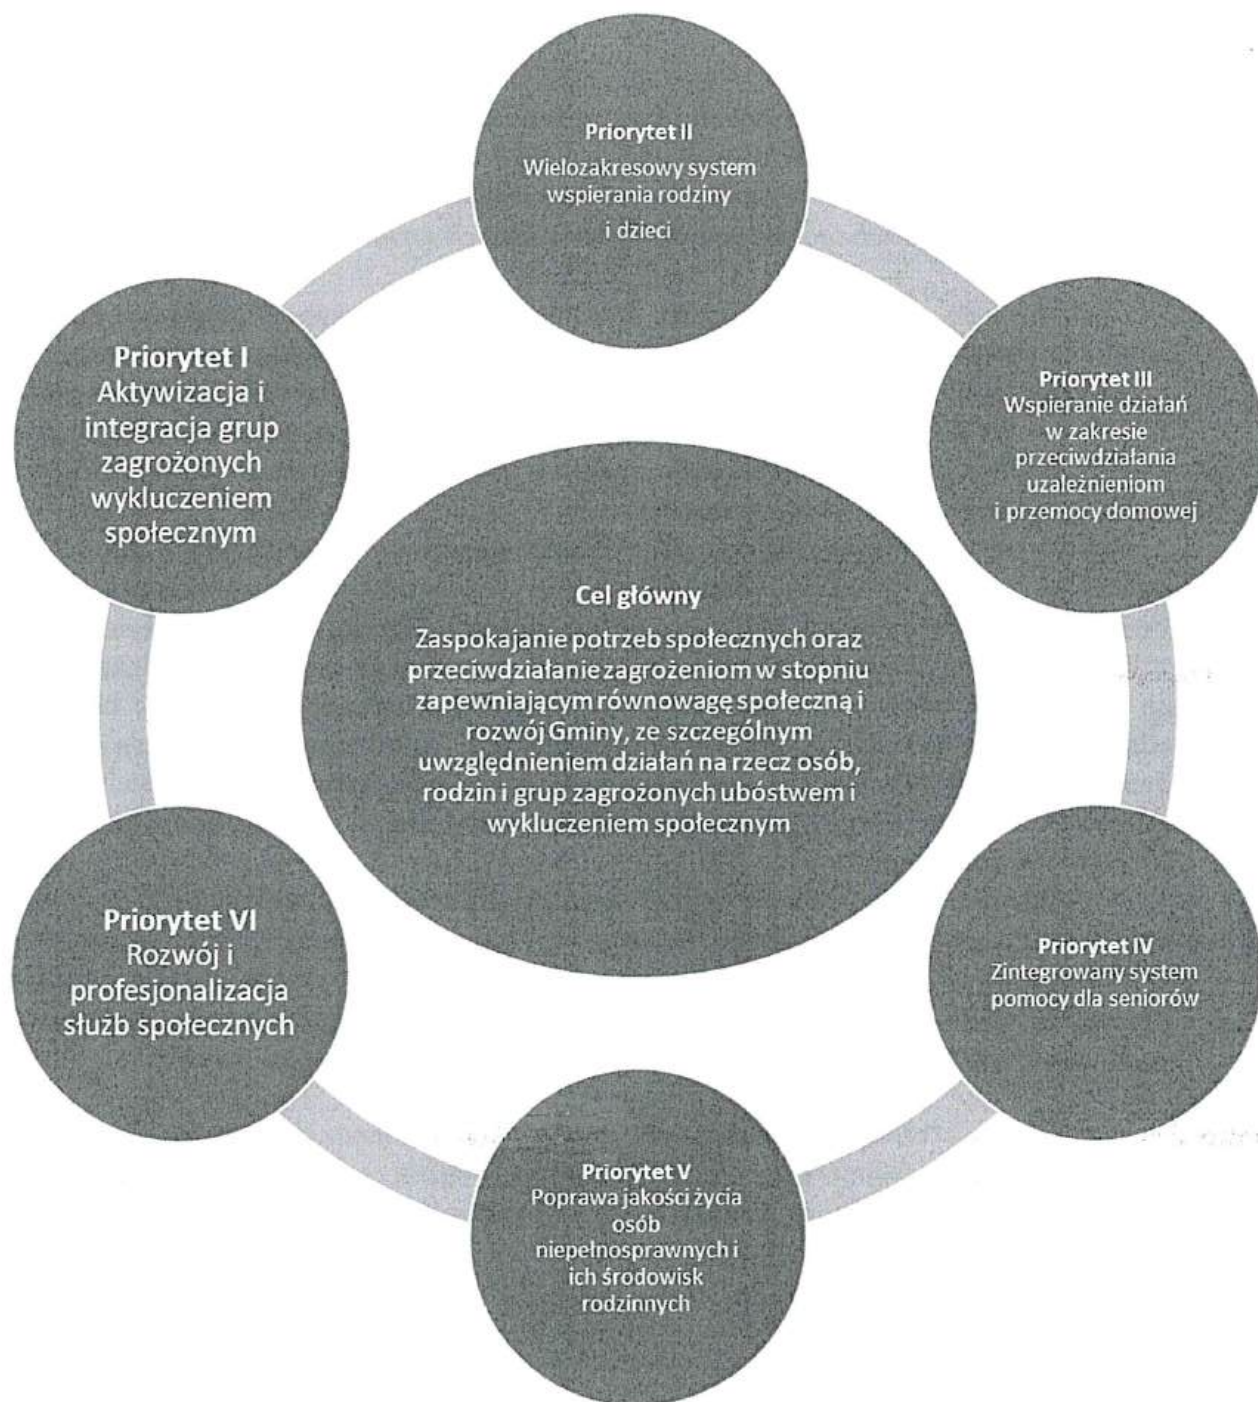 Priorytet II
Wielozakresowy system
wspierania rodziny
i dzieci
Priorytet I
Aktywizacja i
integracja grup
zagrożonych
wykluczeniem
społecznym
Priorytet III
Wspieranie działań
w zakresie
przeciwdziałania
uzależnieniom
i przemocy domowej
Cel główny
Zaspokajanie potrzeb społecznych oraz
przeciwdziałanie zagrożeniom w stopniu
zapewniającym równowagę społeczną i
rozwój Gminy, ze szczególnym
uwzględnieniem działań na rzecz osób,
rodzin i grup zagrożonych ubóstwem i
wykluczeniem społecznym
Priorytet VI
Rozwój i
profesjonalizacja
służb społecznych
Priorytet IV
Zintegrowany system
pomocy dla seniorów
Priorytet V
Poprawa jakości życia
osób
niepełnosprawnych i
ich środowisk
rodzinnych